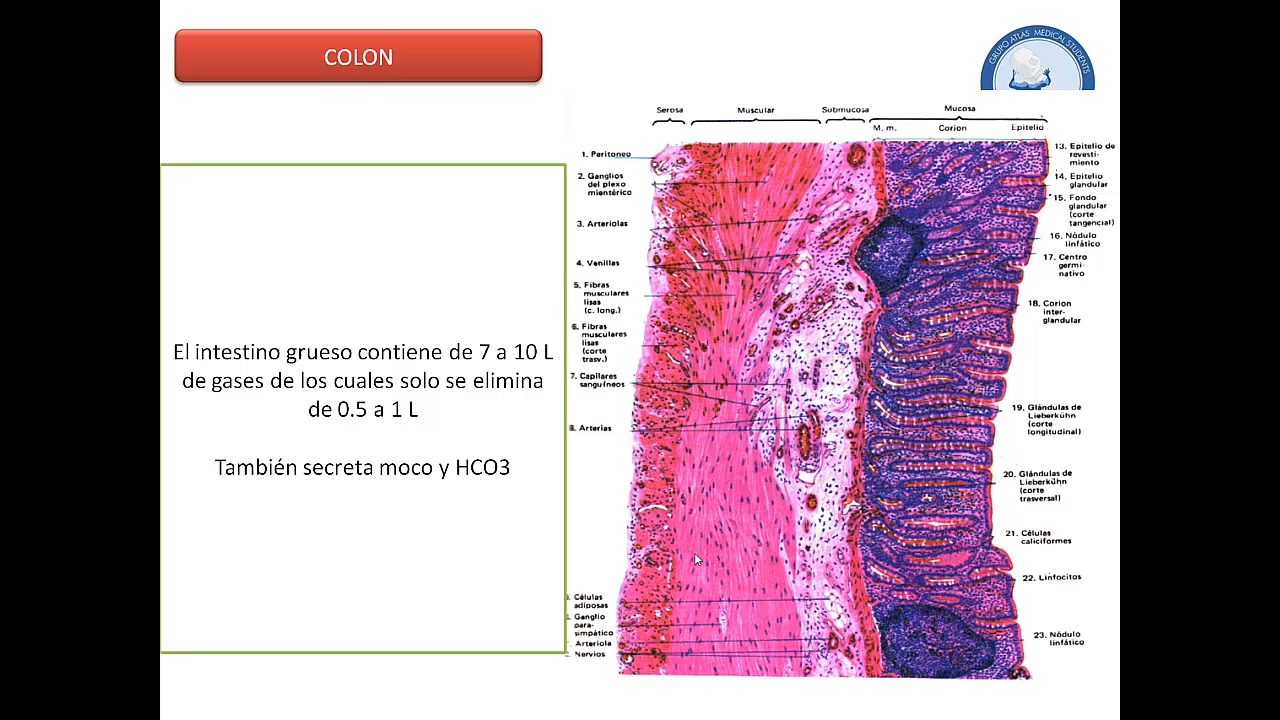 COLON
GRUPO ATLAS MEDICAL STUDENTS
El intestino grueso contiene de 7 a 10 L
de gases de los cuales solo se elimina
de 0.5 a 1 L
También secreta moco y HCO3
Serosa
Muscular
Submucosa
Mucosa
M. m.
Corion
Epitelio
1. Peritoneo
2. Ganglios
del plexo
mientérico
3. Arteriolas
4. Venillas
5. Fibras
musculares
lisas
(c. long.)
6. Fibras
musculares
lisas
(corte
trasv.)
7. Capilares
sanguíneos
8. Arterias
Células
adiposas
Ganglio
para-
simpático
Arteriola
Nervios
13. Epitelio de
revesti-
miento
14. Epitelio
glandular
15. Fondo
glandular
(corte
tangencial)
16. Nódulo
linfático
17. Centro
germi-
nativo
18. Corion
inter-
glandular
19. Glándulas de
Lieberkühn
(corte
longitudinal)
20. Glándulas de
Lieberkühn
(corte
trasversal)
21. Células
caliciformes
22. Linfocitos
23. Nódulo
linfático